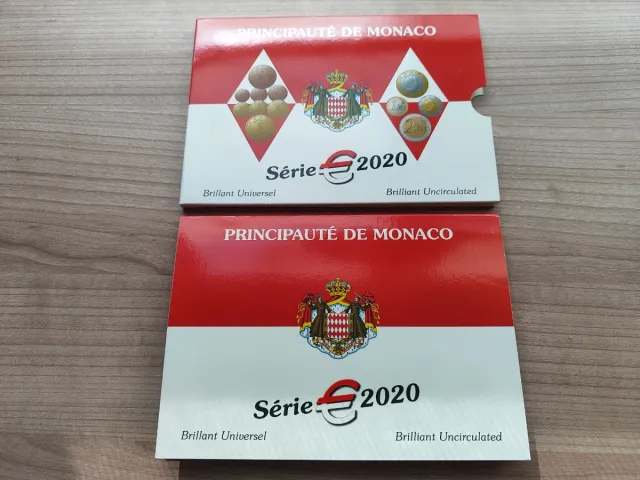 PRINCIPAUTÉ DE MONACO
Série € 2020
Brillant Universel Brilliant Uncirculated
PRINCIPAUTÉ DE MONACO
Série € 2020
Brillant Universel Brilliant Uncirculated